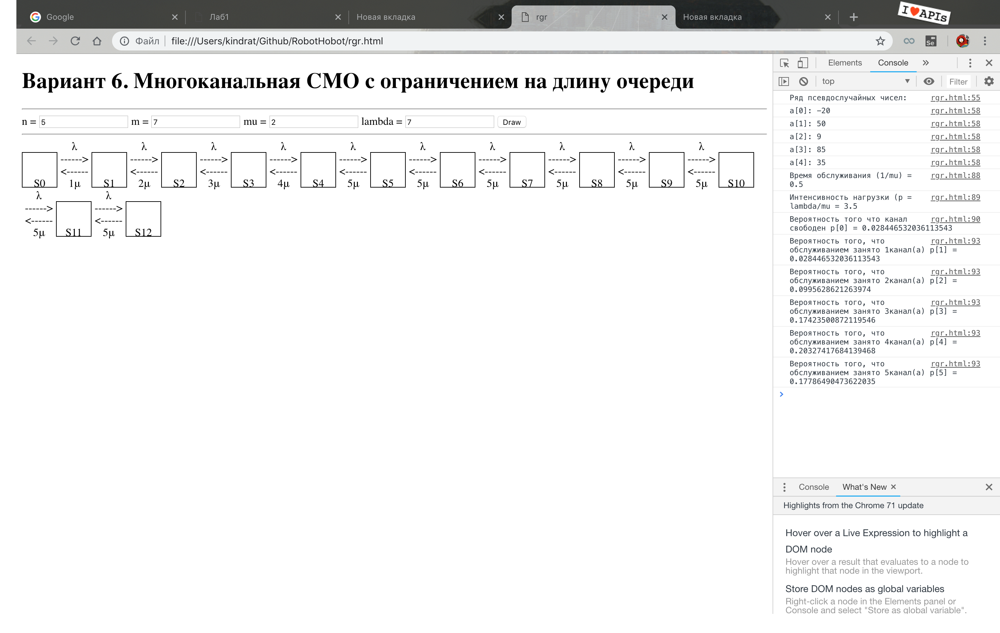 Google
Лаб1
Новая вкладка
rgr
Новая вкладка
I ❤ APIs
Файл
file:///Users/kindrat/Github/RobotHobot/rgr.html
Se
Вариант 6. Многоканальная СМО с ограничением на длину очереди
n = 5 m = 7 mu = 2 lambda = 7 Draw
λ λ λ λ λ λ λ λ λ λ
------> ------> ------> ------> ------> ------> ------> ------> ------> ------>
<------ <------ <------ <------ <------ <------ <------ <------ <------ <------
S0 1μ S1 2μ S2 3μ S3 4μ S4 5μ S5 5μ S6 5μ S7 5μ S8 5μ S9 5μ S10
λ λ
------> ------>
<------ <------
5μ S11 5μ S12
Elements Console »
top Filter
Ряд псевдослучайных чисел: rgr.html:55
a[0]: -20 rgr.html:58
a[1]: 50 rgr.html:58
a[2]: 9 rgr.html:58
a[3]: 85 rgr.html:58
a[4]: 35 rgr.html:58
Время обслуживания (1/mu) = rgr.html:88
0.5
Интенсивность нагрузки (p = rgr.html:89
lambda/mu = 3.5
Вероятность того что канал rgr.html:90
свободен p[0] = 0.028446532036113543
Вероятность того, что rgr.html:93
обслуживанием занято 1канал(а) p[1] =
0.028446532036113543
Вероятность того, что rgr.html:93
обслуживанием занято 2канал(а) p[2] =
0.0995628621263974
Вероятность того, что rgr.html:93
обслуживанием занято 3канал(а) p[3] =
0.17423500872119546
Вероятность того, что rgr.html:93
обслуживанием занято 4канал(а) p[4] =
0.20327417684139468
Вероятность того, что rgr.html:93
обслуживанием занято 5канал(а) p[5] =
0.17786490473622035
Console What's New
Highlights from the Chrome 71 update
Hover over a Live Expression to highlight a
DOM node
Hover over a result that evaluates to a node to
highlight that node in the viewport.
Store DOM nodes as global variables
Right-click a node in the Elements panel or
Console and select "Store as global variable".